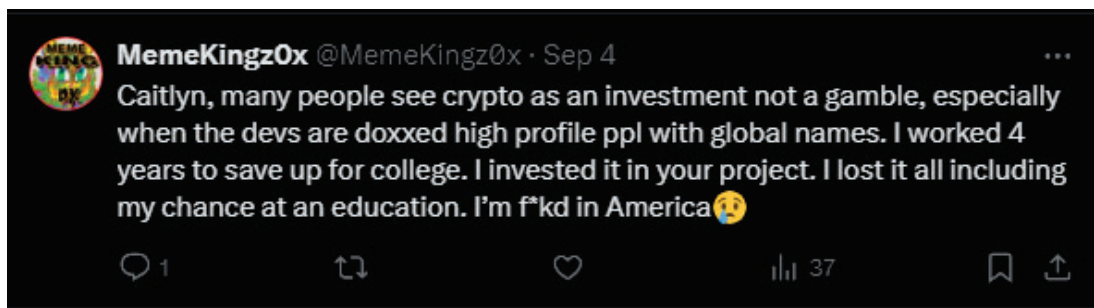 MEME
KING
0X
MemeKingz0x @MemeKingz0x · Sep 4
Caitlyn, many people see crypto as an investment not a gamble, especially
when the devs are doxxed high profile ppl with global names. I worked 4
years to save up for college. I invested it in your project. I lost it all including
my chance at an education. I’m f*kd in America😢
1 37